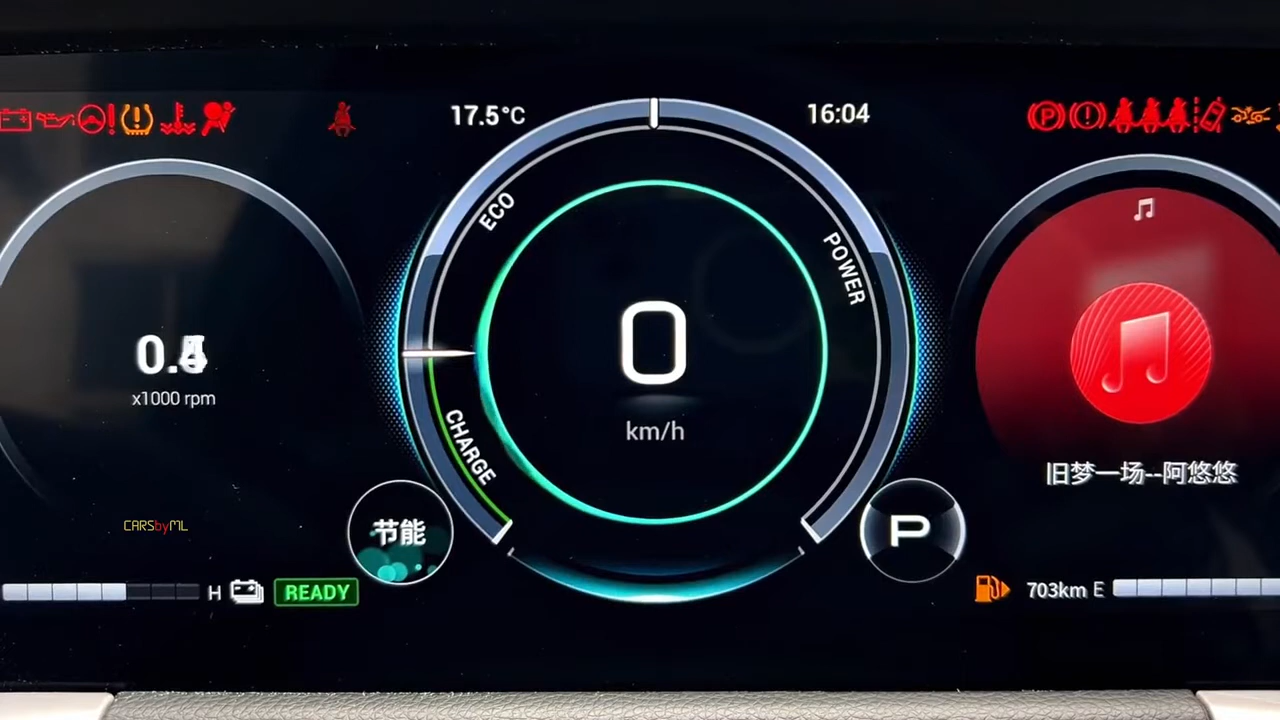 17.5°C
16:04
ECO
POWER
0.
x1000 rpm
0
km/h
CHARGE
旧梦一场--阿悠悠
CARSbyML
节能
P
H
READY
703km E